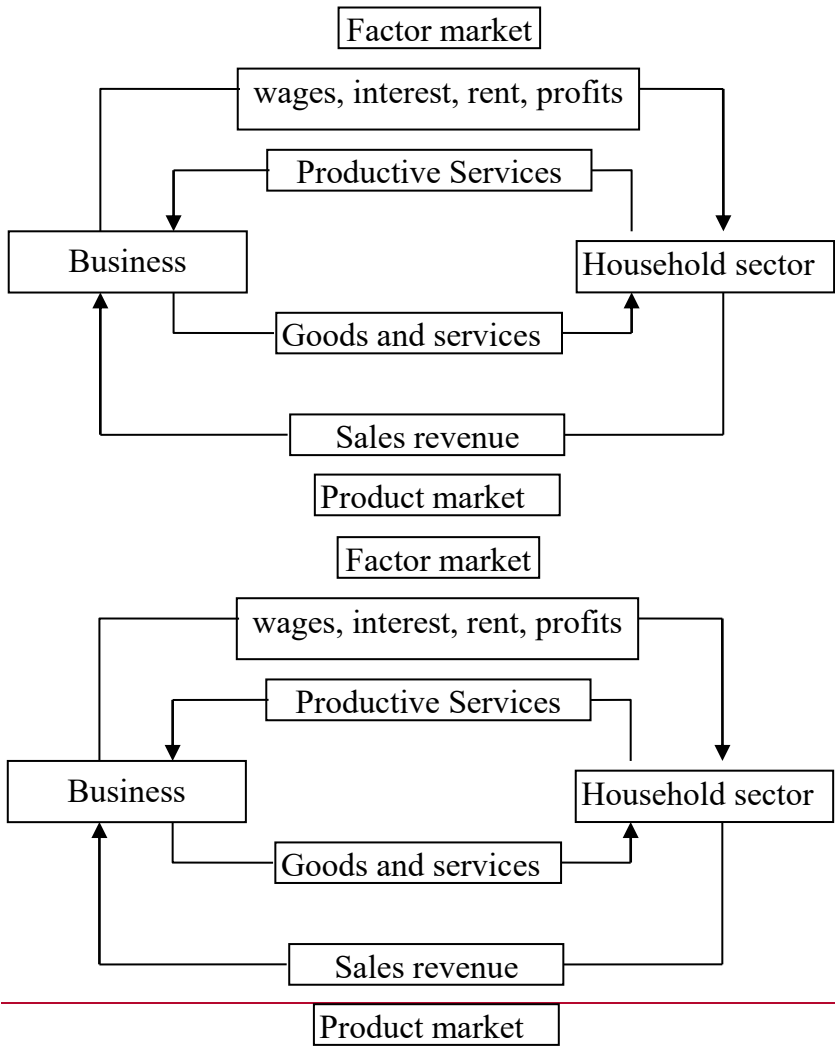 Factor market
wages, interest, rent, profits
Productive Services
Business
Household sector
Goods and services
Sales revenue
Product market
Factor market
wages, interest, rent, profits
Productive Services
Business
Household sector
Goods and services
Sales revenue
Product market